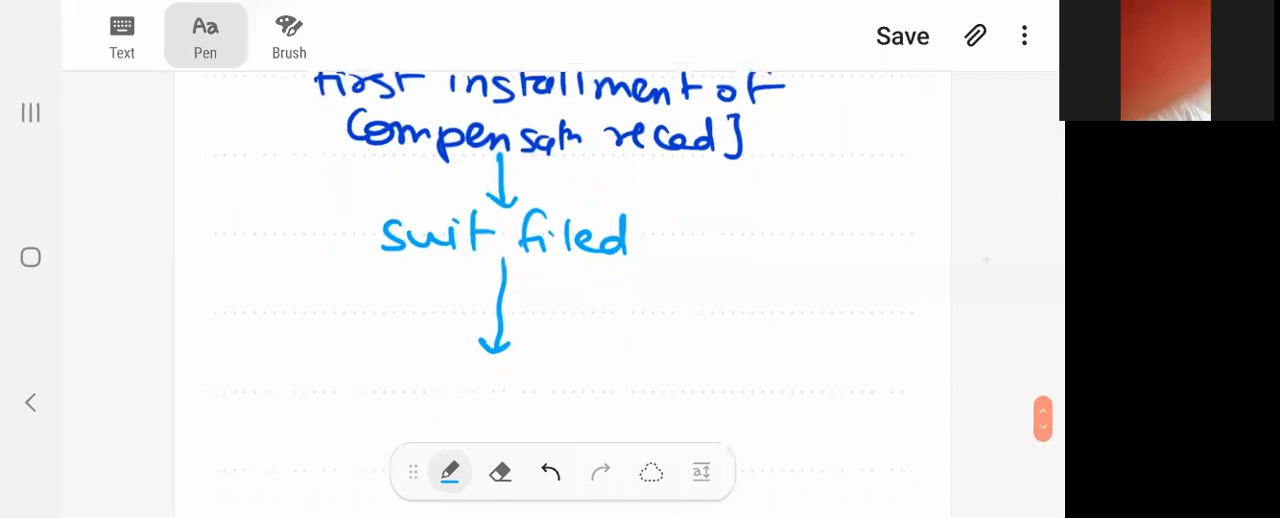 Text
Pen
Brush
Save
first installment of
Compensatn recd]
suit filed